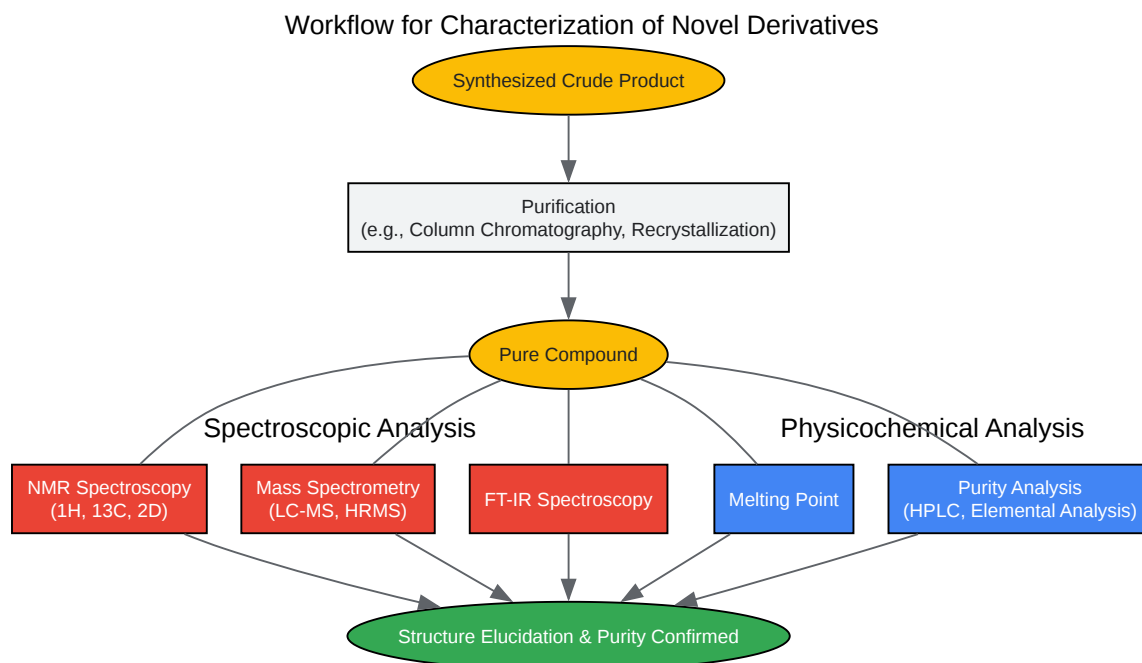 Workflow for Characterization of Novel Derivatives
Synthesized Crude Product
Purification
(e.g., Column Chromatography, Recrystallization)
Pure Compound
Spectroscopic Analysis
Physicochemical Analysis
NMR Spectroscopy
(1H, 13C, 2D)
Mass Spectrometry
(LC-MS, HRMS)
FT-IR Spectroscopy
Melting Point
Purity Analysis
(HPLC, Elemental Analysis)
Structure Elucidation & Purity Confirmed